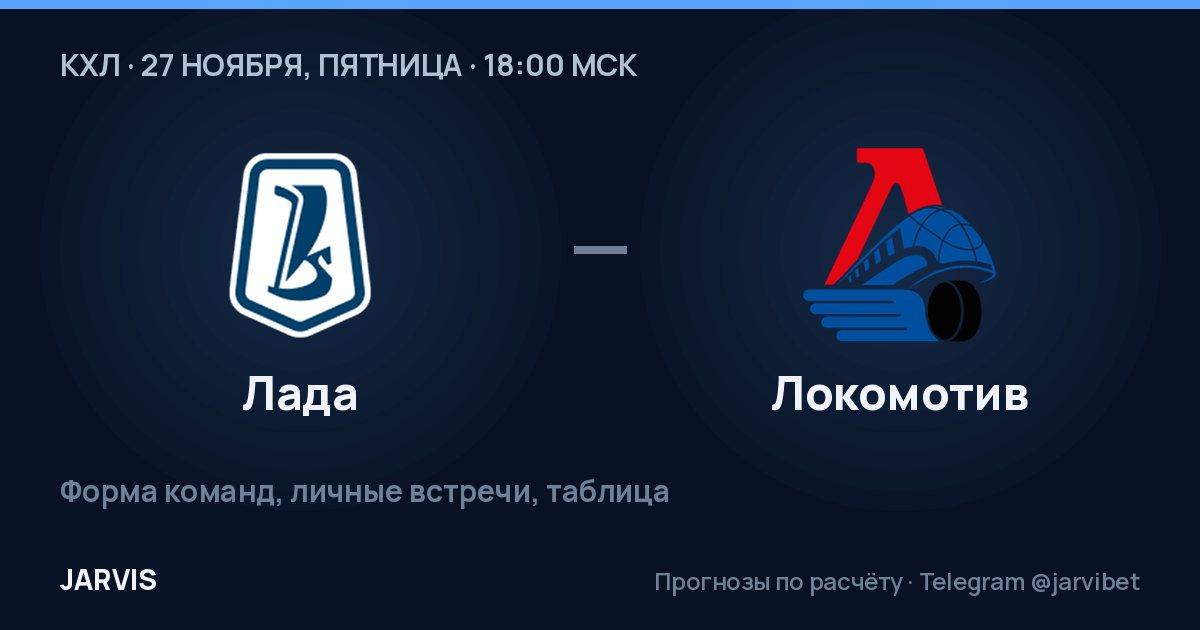 КХЛ · 27 НОЯБРЯ, ПЯТНИЦА · 18:00 МСК
Лада
Локомотив
Форма команд, личные встречи, таблица
JARVIS
Прогнозы по расчёту · Telegram @jarvibet